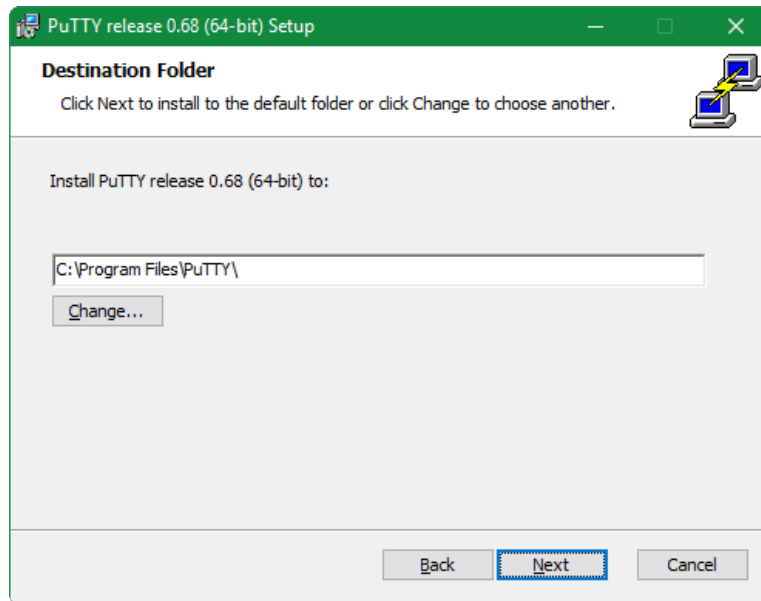 PuTTY release 0.68 (64-bit) Setup
Destination Folder
Click Next to install to the default folder or click Change to choose another.
Install PuTTY release 0.68 (64-bit) to:
C:\Program Files\PuTTY\
Change...
Back Next Cancel